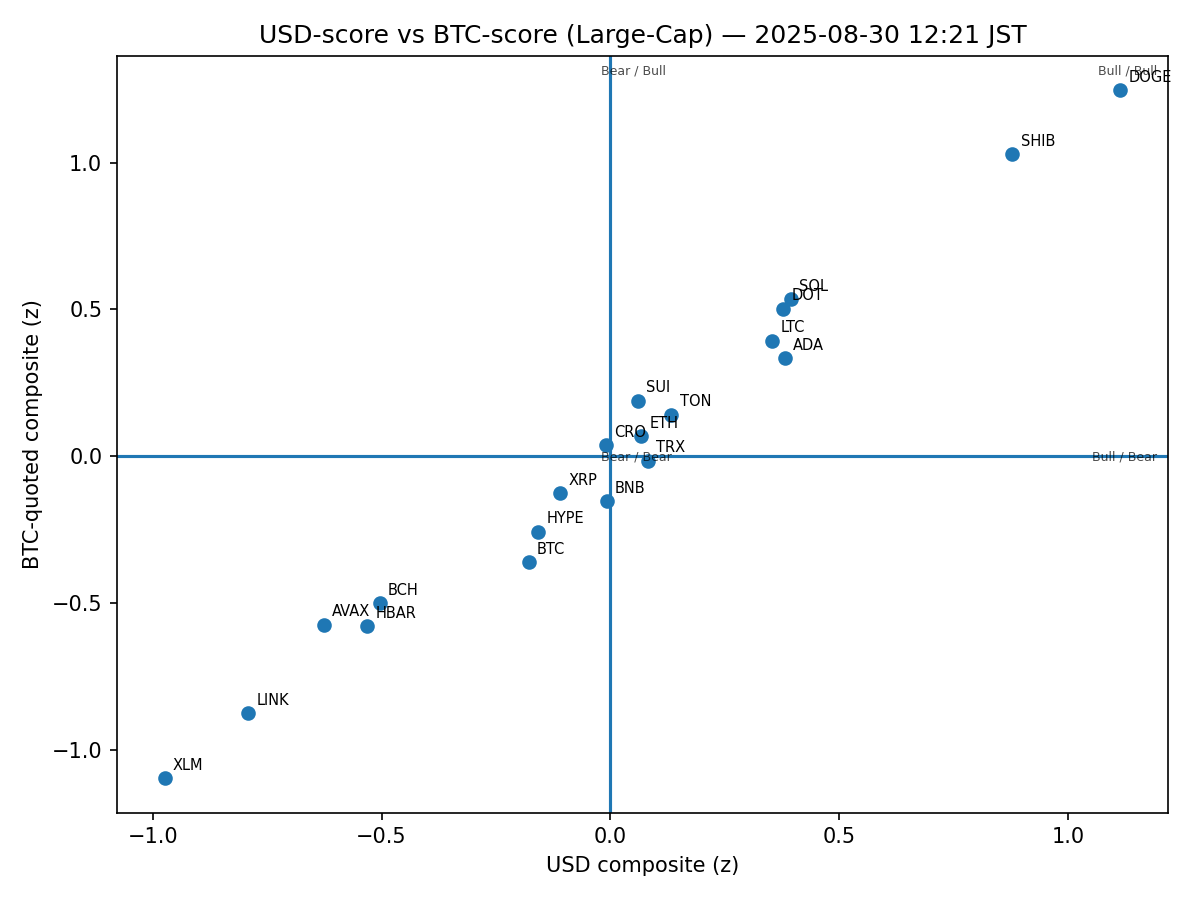 USD-score vs BTC-score (Large-Cap) — 2025-08-30 12:21 JST
Bear / Bull
Bull / Bull
DOGE
SHIB
1.0
SOL
DOT
0.5
LTC
ADA
SUI
TON
ETH
CRO
TRX
0.0
Bear / Bear
Bull / Bear
XRP
BNB
HYPE
BTC
BCH
−0.5
AVAX
HBAR
LINK
−1.0
XLM
BTC-quoted composite (z)
−1.0
−0.5
0.0
0.5
1.0
USD composite (z)